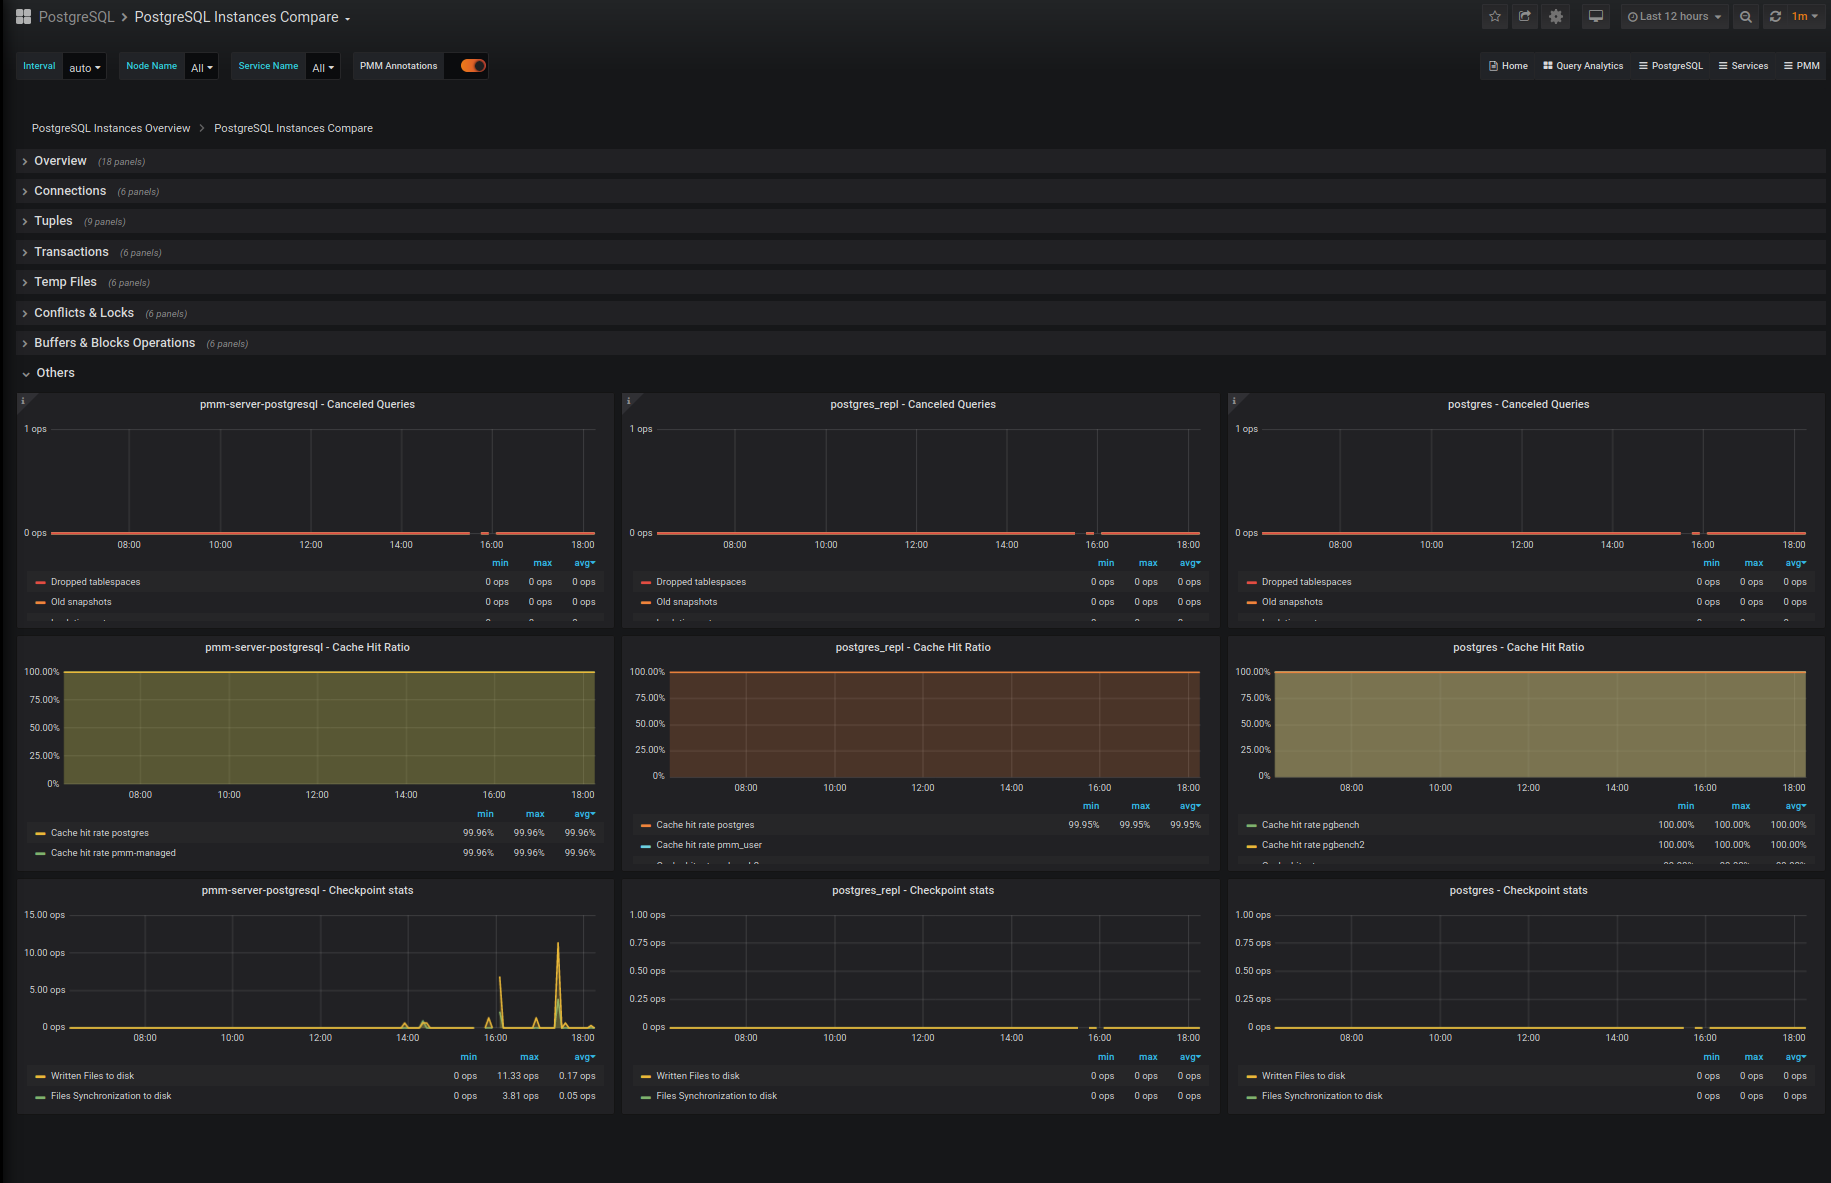 PostgreSQL > PostgreSQL Instances Compare
Last 12 hours 1m
Interval auto Node Name All Service Name All PMM Annotations
Home Query Analytics PostgreSQL Services PMM
PostgreSQL Instances Overview > PostgreSQL Instances Compare
Overview (18 panels)
Connections (6 panels)
Tuples (9 panels)
Transactions (6 panels)
Temp Files (6 panels)
Conflicts & Locks (6 panels)
Buffers & Blocks Operations (6 panels)
Others
pmm-server-postgresql - Canceled Queries
1 ops
0 ops
08:00 10:00 12:00 14:00 16:00 18:00
min max avg
Dropped tablespaces 0 ops 0 ops 0 ops
Old snapshots 0 ops 0 ops 0 ops
postgres_repl - Canceled Queries
1 ops
0 ops
08:00 10:00 12:00 14:00 16:00 18:00
min max avg
Dropped tablespaces 0 ops 0 ops 0 ops
Old snapshots 0 ops 0 ops 0 ops
postgres - Canceled Queries
1 ops
0 ops
08:00 10:00 12:00 14:00 16:00 18:00
min max avg
Dropped tablespaces 0 ops 0 ops 0 ops
Old snapshots 0 ops 0 ops 0 ops
pmm-server-postgresql - Cache Hit Ratio
100.00%
75.00%
50.00%
25.00%
0%
08:00 10:00 12:00 14:00 16:00 18:00
min max avg
Cache hit rate postgres 99.96% 99.96% 99.96%
Cache hit rate pmm-managed 99.96% 99.96% 99.96%
postgres_repl - Cache Hit Ratio
100.00%
75.00%
50.00%
25.00%
0%
08:00 10:00 12:00 14:00 16:00 18:00
min max avg
Cache hit rate postgres 99.95% 99.95% 99.95%
Cache hit rate pmm_user
postgres - Cache Hit Ratio
100.00%
75.00%
50.00%
25.00%
0%
08:00 10:00 12:00 14:00 16:00 18:00
min max avg
Cache hit rate pgbench 100.00% 100.00% 100.00%
Cache hit rate pgbench2 100.00% 100.00% 100.00%
pmm-server-postgresql - Checkpoint stats
15.00 ops
10.00 ops
5.00 ops
0 ops
08:00 10:00 12:00 14:00 16:00 18:00
min max avg
Written Files to disk 0 ops 11.33 ops 0.17 ops
Files Synchronization to disk 0 ops 3.81 ops 0.05 ops
postgres_repl - Checkpoint stats
1.00 ops
0.75 ops
0.50 ops
0.25 ops
0 ops
08:00 10:00 12:00 14:00 16:00 18:00
min max avg
Written Files to disk 0 ops 0 ops 0 ops
Files Synchronization to disk 0 ops 0 ops 0 ops
postgres - Checkpoint stats
1.00 ops
0.75 ops
0.50 ops
0.25 ops
0 ops
08:00 10:00 12:00 14:00 16:00 18:00
min max avg
Written Files to disk 0 ops 0 ops 0 ops
Files Synchronization to disk 0 ops 0 ops 0 ops